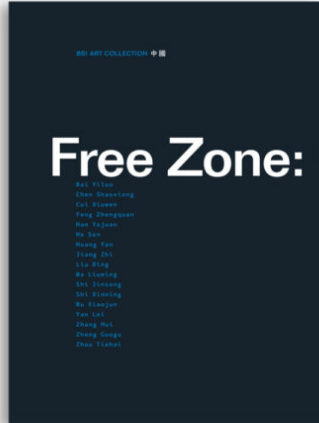 BSI ART COLLECTION 中國
Free Zone:
Bai Yiluo
Chen Shaoxiong
Cui Xiuwen
Feng Zhengquan
Han Yajuan
He Sen
Huang Yan
Jiang Zhi
Liu Ding
Ma Liuming
Shi Jinsong
Shi Xinning
Wu Xiaojun
Yan Lei
Zhang Hui
Zheng Guogu
Zhou Tiehai